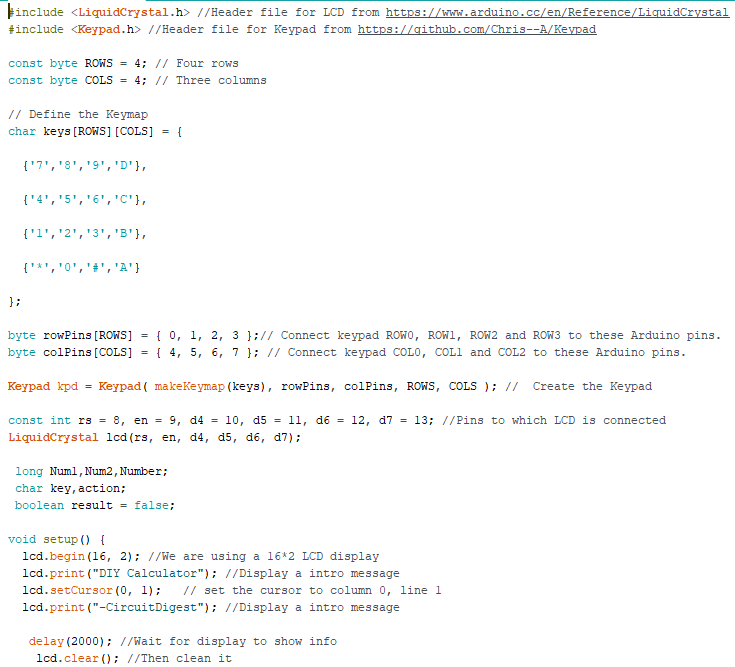 #include <LiquidCrystal.h> //Header file for LCD from https://www.arduino.cc/en/Reference/LiquidCrystal
#include <Keypad.h> //Header file for Keypad from https://github.com/Chris--A/Keypad
const byte ROWS = 4; // Four rows
const byte COLS = 4; // Three columns
// Define the Keymap
char keys[ROWS][COLS] = {
{'7','8','9','D'},
{'4','5','6','C'},
{'1','2','3','B'},
{'*','0','#','A'}
};
byte rowPins[ROWS] = { 0, 1, 2, 3 };// Connect keypad ROW0, ROW1, ROW2 and ROW3 to these Arduino pins.
byte colPins[COLS] = { 4, 5, 6, 7 }; // Connect keypad COL0, COL1 and COL2 to these Arduino pins.
Keypad kpd = Keypad( makeKeymap(keys), rowPins, colPins, ROWS, COLS ); //  Create the Keypad
const int rs = 8, en = 9, d4 = 10, d5 = 11, d6 = 12, d7 = 13; //Pins to which LCD is connected
LiquidCrystal lcd(rs, en, d4, d5, d6, d7);
long Num1,Num2,Number;
char key,action;
boolean result = false;
void setup() {
lcd.begin(16, 2); //We are using a 16*2 LCD display
lcd.print("DIY Calculator"); //Display a intro message
lcd.setCursor(0, 1);   // set the cursor to column 0, line 1
lcd.print("-CircuitDigest"); //Display a intro message
delay(2000); //Wait for display to show info
lcd.clear(); //Then clean it